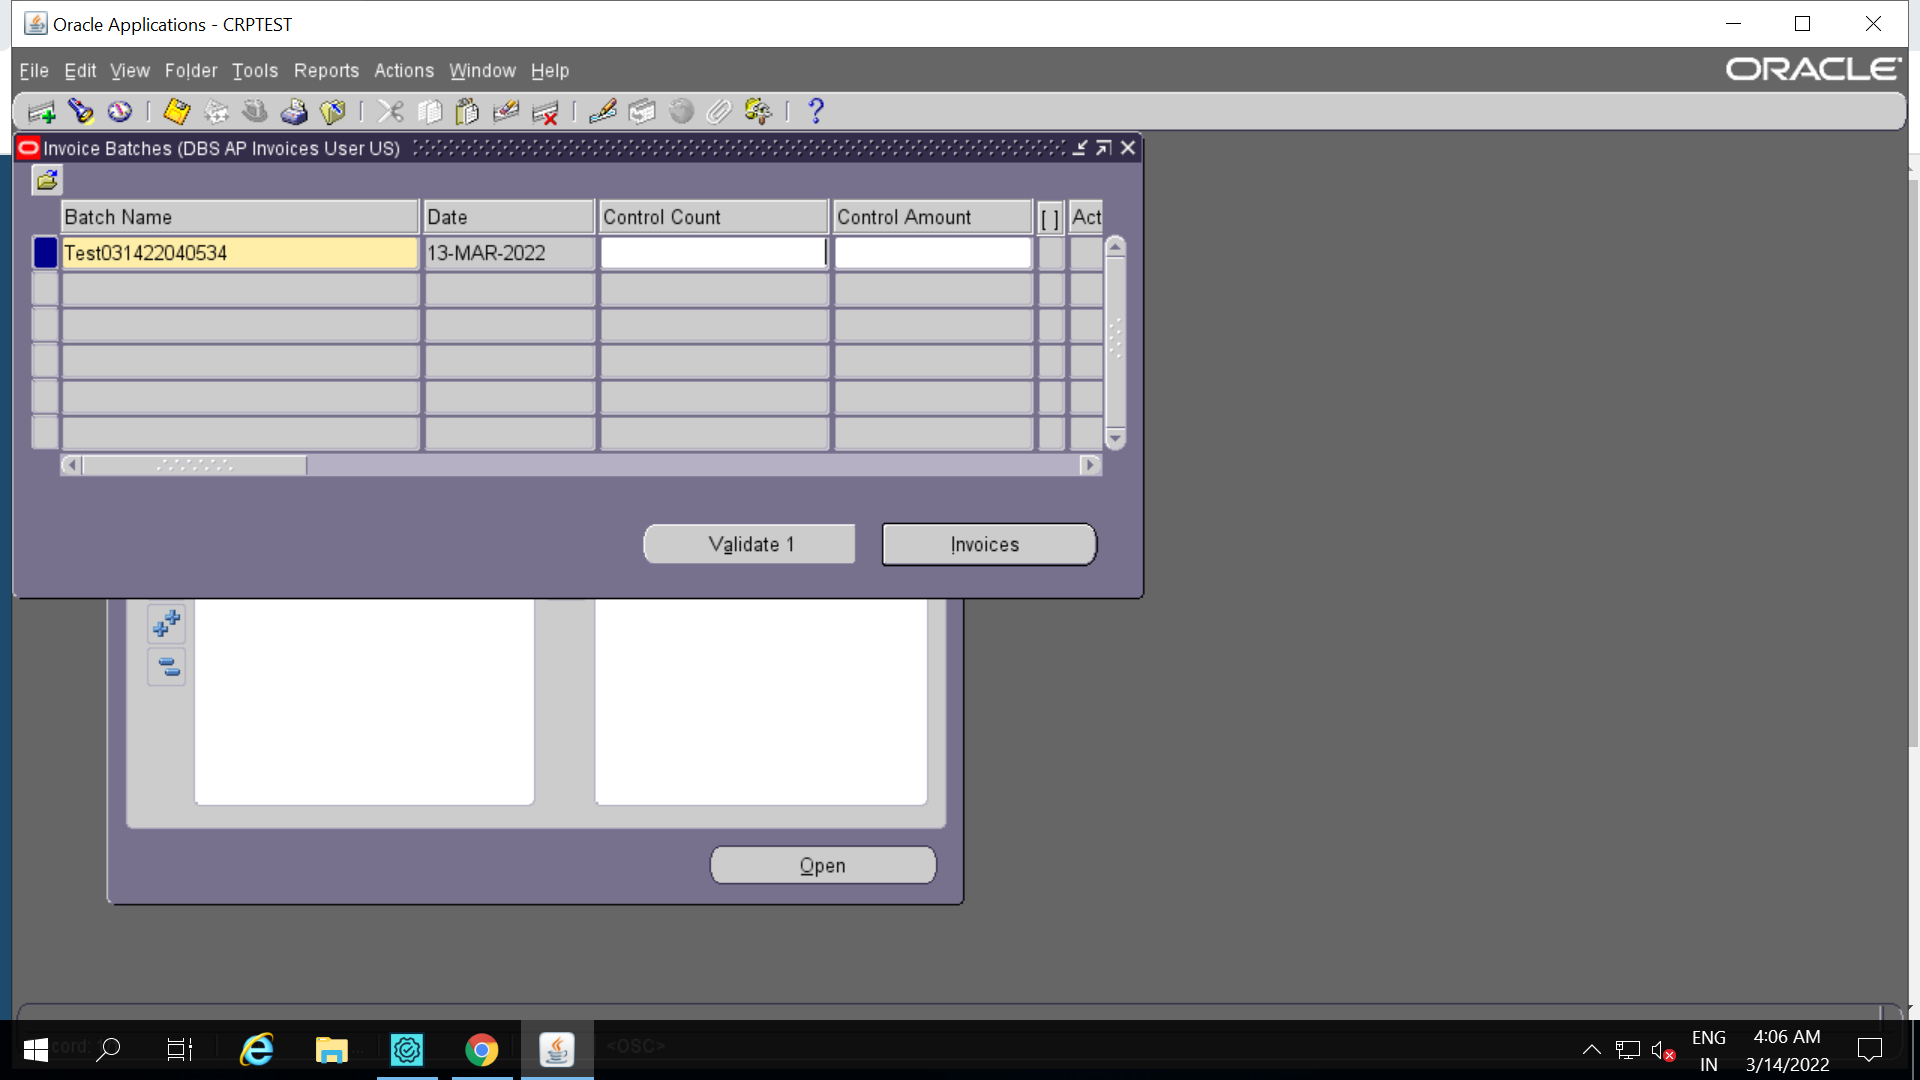 Oracle Applications - CRPTEST
File Edit View Folder Tools Reports Actions Window Help
ORACLE
Invoice Batches (DBS AP Invoices User US)
Batch Name Date Control Count Control Amount [ ] Act
Test031422040534 13-MAR-2022
Validate 1 Invoices
Open
cord: <OSC>
ENG 4:06 AM
IN 3/14/2022